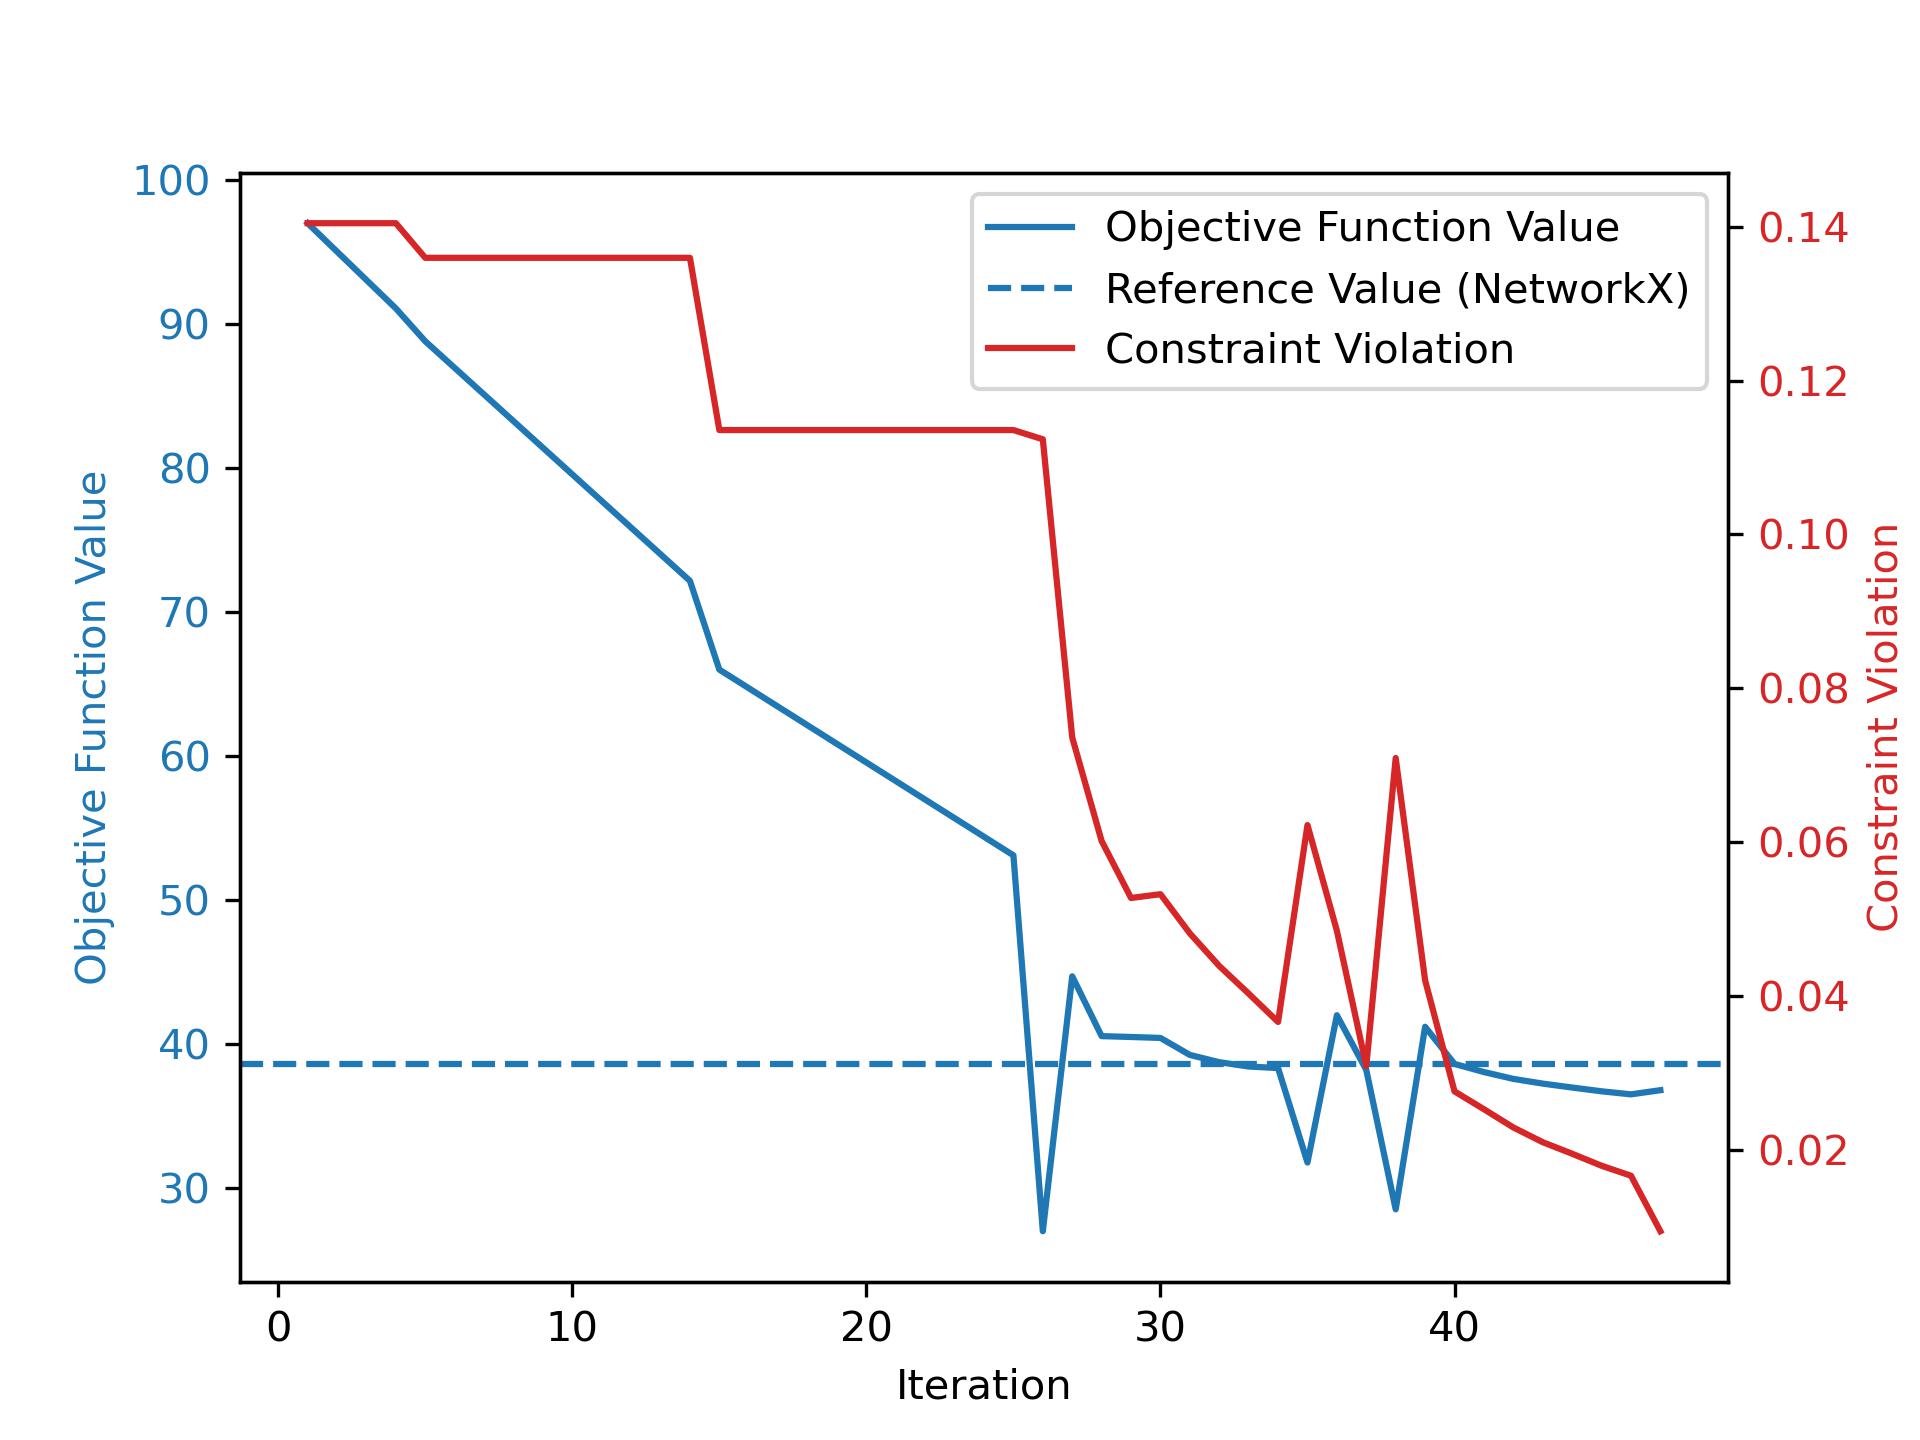 Objective Function Value
Reference Value (NetworkX)
Constraint Violation
100
90
80
70
60
50
40
30
Objective Function Value
0.14
0.12
0.10
0.08
0.06
0.04
0.02
Constraint Violation
0 10 20 30 40
Iteration